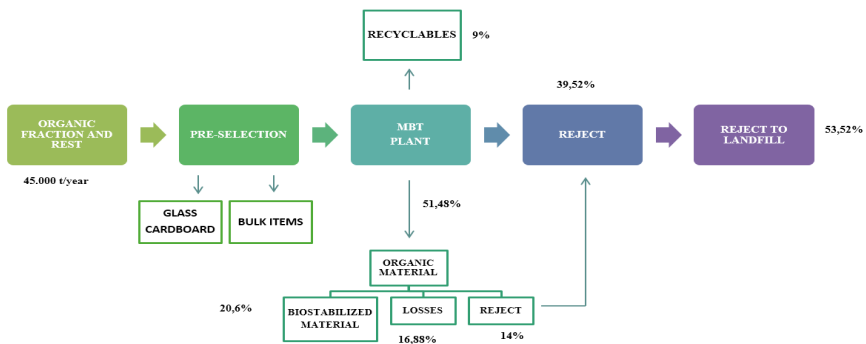 RECYCLABLES
9%
39,52%
ORGANIC
FRACTION AND
REST
PRE-SELECTION
MBT
PLANT
REJECT
REJECT TO
LANDFILL
53,52%
45.000 t/year
GLASS
CARDBOARD
BULK ITEMS
51,48%
ORGANIC
MATERIAL
20,6%
BIOSTABILIZED
MATERIAL
LOSSES
REJECT
16,88%
14%